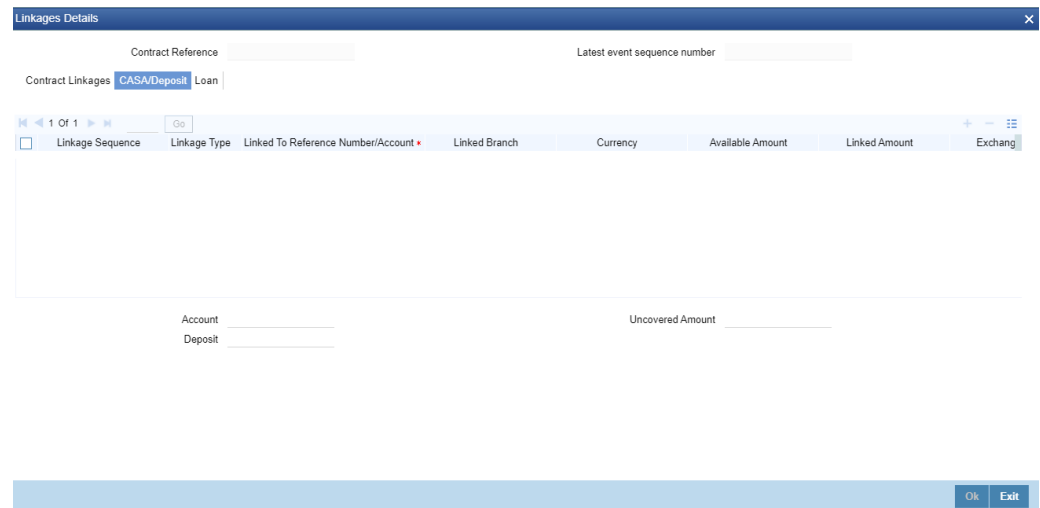 Linkages Details ×
Contract Reference Latest event sequence number
Contract Linkages CASA/Deposit Loan
1 Of 1 Go
Linkage Sequence Linkage Type Linked To Reference Number/Account * Linked Branch Currency Available Amount Linked Amount Exchang
Account Uncovered Amount
Deposit
Ok Exit